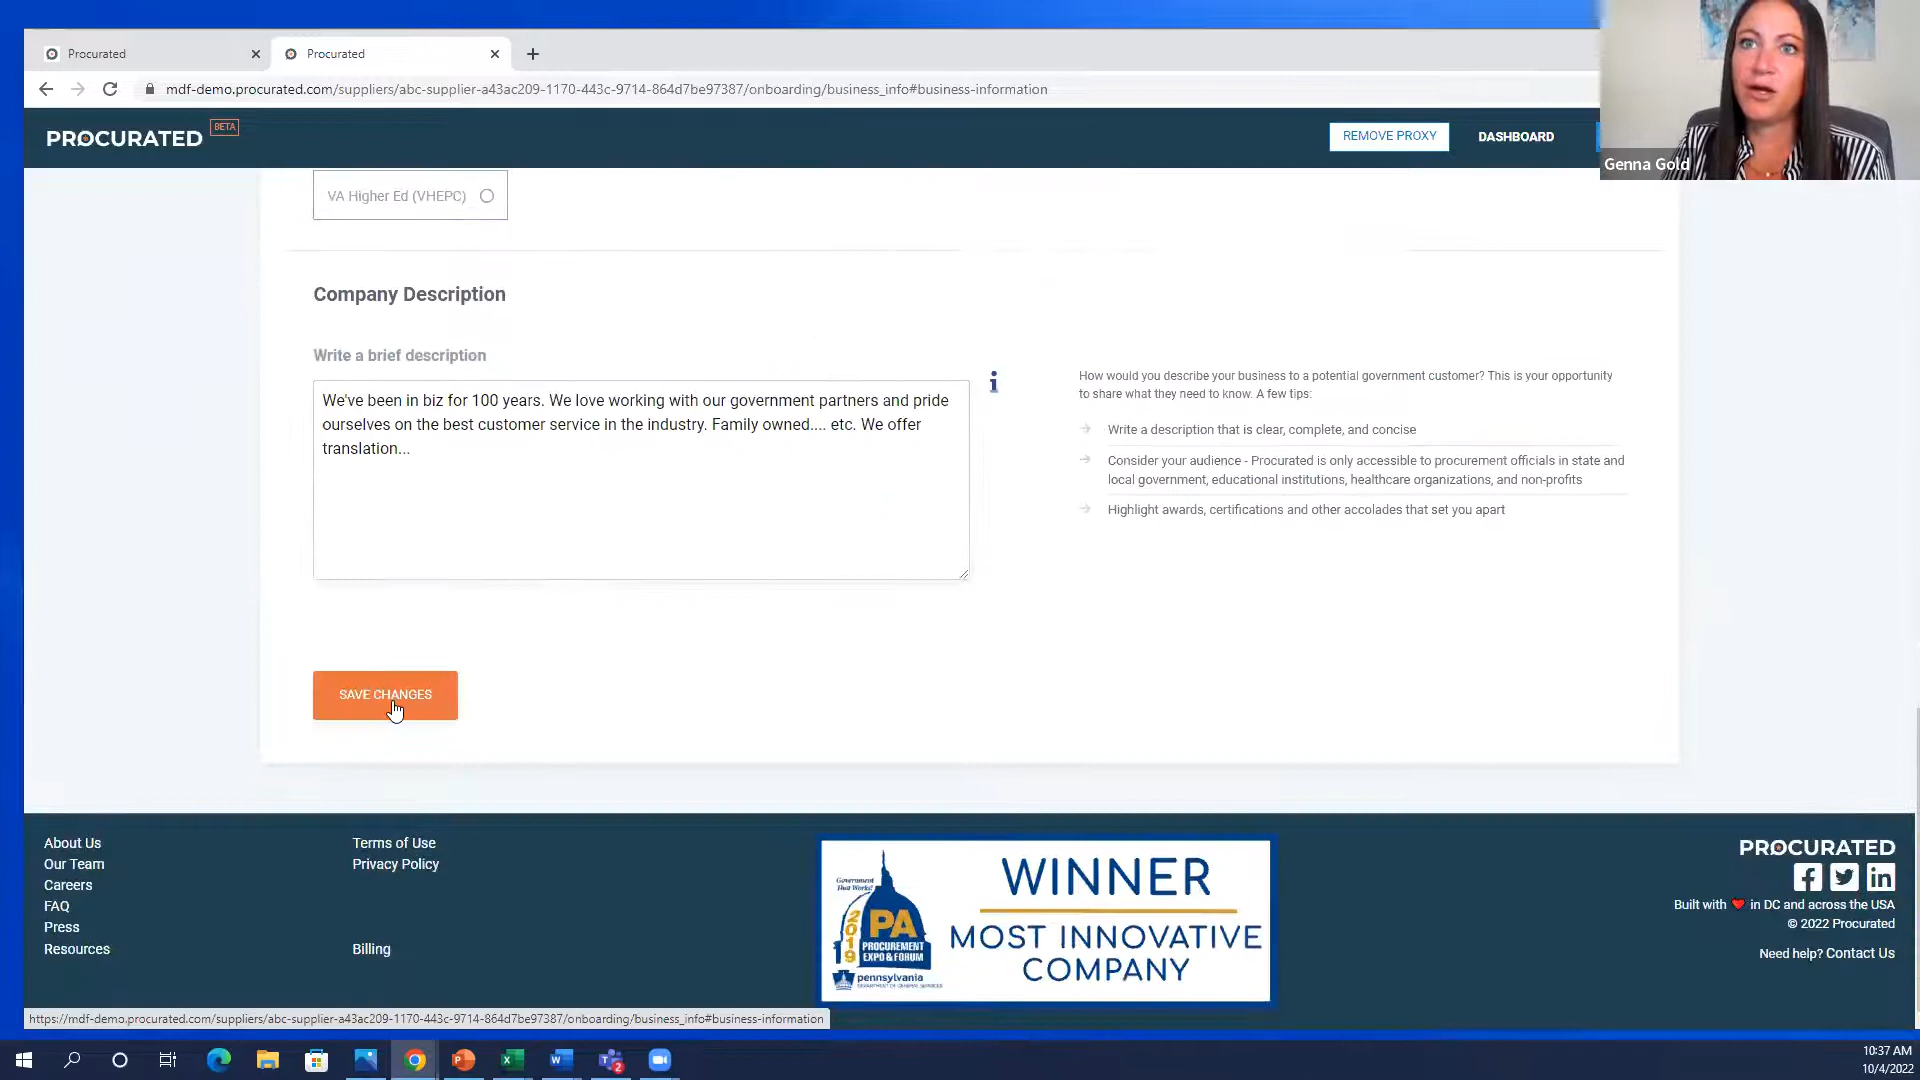 Procurated
Procurated
mdf-demo.procurated.com/suppliers/abc-supplier-a43ac209-1170-443c-9714-864d7be97387/onboarding/business_info#business-information
PROCURATED BETA
REMOVE PROXY
DASHBOARD
Genna Gold
VA Higher Ed (VHEPC)
Company Description
Write a brief description
We've been in biz for 100 years. We love working with our government partners and pride
ourselves on the best customer service in the industry. Family owned.... etc. We offer
translation...
How would you describe your business to a potential government customer? This is your opportunity
to share what they need to know. A few tips:
Write a description that is clear, complete, and concise
Consider your audience - Procurated is only accessible to procurement officials in state and
local government, educational institutions, healthcare organizations, and non-profits
Highlight awards, certifications and other accolades that set you apart
SAVE CHANGES
About Us
Our Team
Careers
FAQ
Press
Resources
Terms of Use
Privacy Policy
Billing
Government
That Works!
2019
PA
PROCUREMENT
EXPO & FORUM
pennsylvania
DEPARTMENT OF GENERAL SERVICES
WINNER
MOST INNOVATIVE
COMPANY
PROCURATED
Built with ❤ in DC and across the USA
© 2022 Procurated
Need help? Contact Us
https://mdf-demo.procurated.com/suppliers/abc-supplier-a43ac209-1170-443c-9714-864d7be97387/onboarding/business_info#business-information
2
10:37 AM
10/4/2022